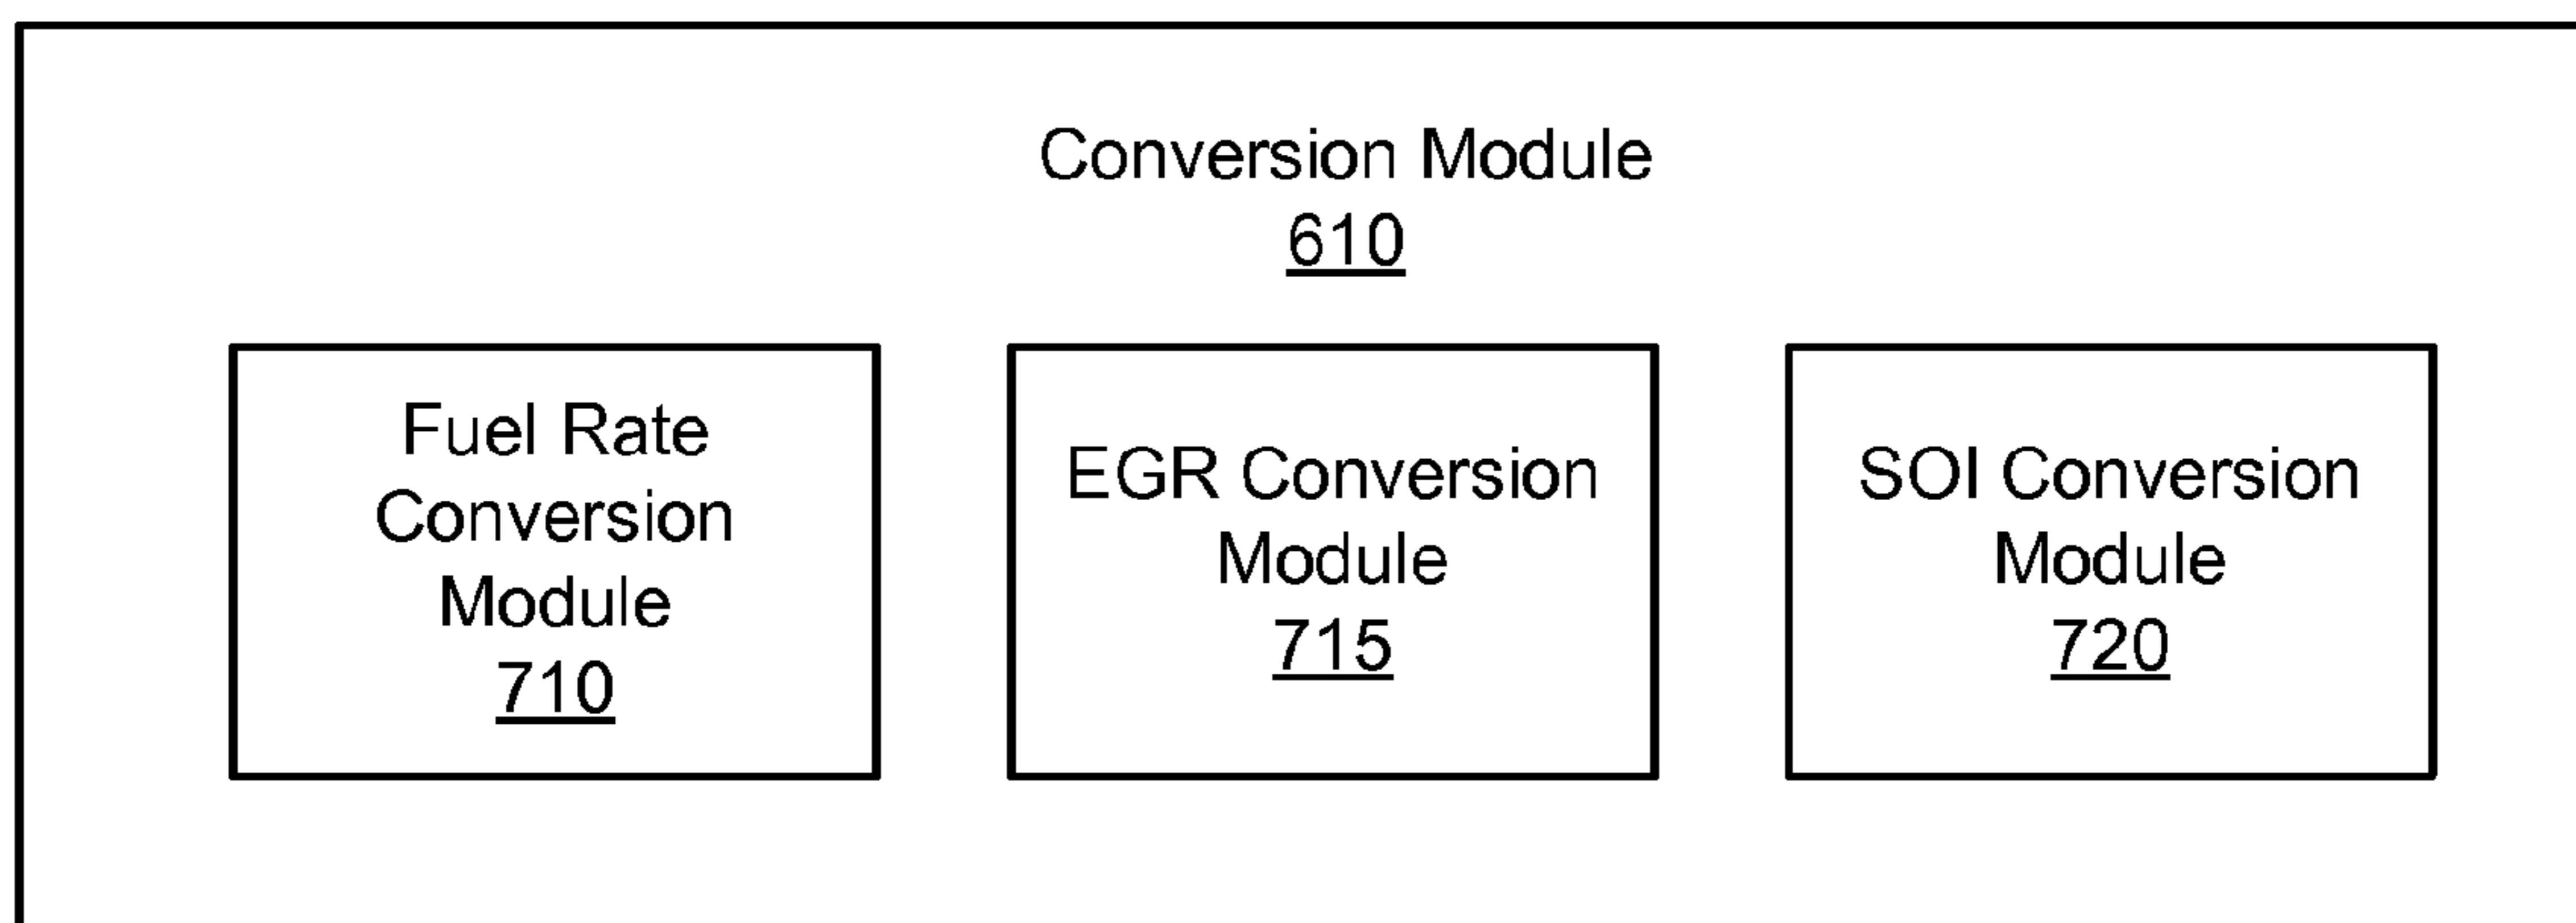 Conversion Module
610
Fuel Rate
Conversion
Module
710
EGR Conversion
Module
715
SOI Conversion
Module
720